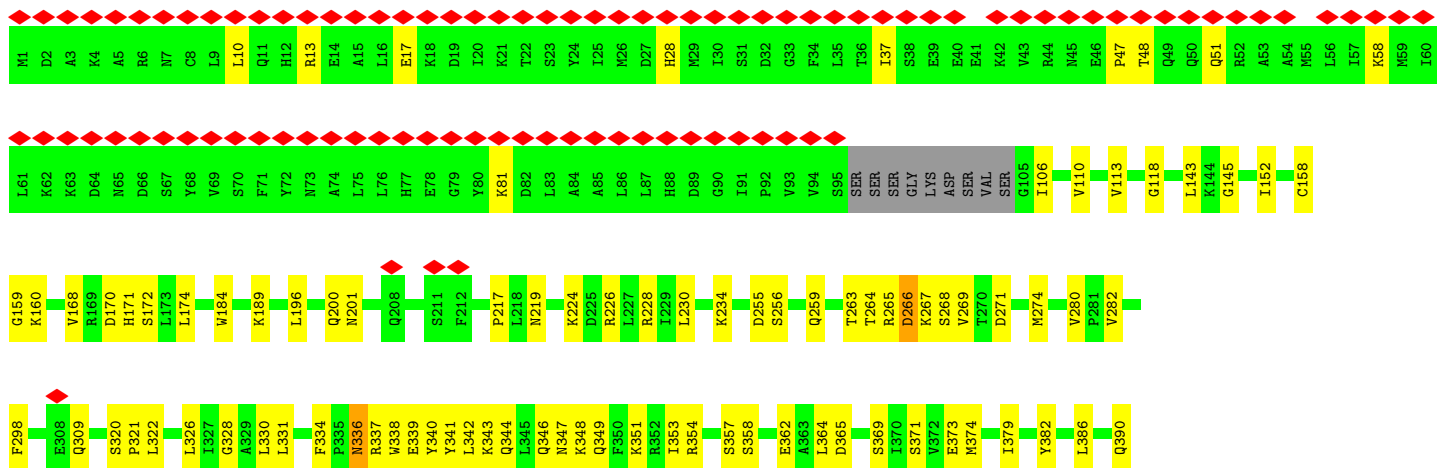 M1 D2 A3 K4 A5 R6 N7 C8 L9 L10 Q11 H12 R13 E14 A15 L16 E17 K18 D19 I20 K21 T22 S23 Y24 I25 M26 D27 H28 M29 I30 S31 D32 G33 F34 L35 T36 I37 S38 E39 E40 E41 K42 V43 R44 N45 E46 P47 T48 Q49 Q50 Q51 R52 A53 A54 M55 L56 I57 K58 M59 I60
L61 K62 K63 D64 N65 D66 S67 Y68 V69 S70 F71 Y72 N73 A74 L75 L76 H77 E78 G79 Y80 K81 D82 L83 A84 A85 L86 L87 H88 D89 G90 I91 P92 V93 V94 S95 SER SER SER GLY LYS ASP SER VAL SER G105 I106 V110 V113 G118 L143 K144 G145 I152 C158
G159 K160 V168 R169 D170 H171 S172 L173 L174 W184 K189 L196 Q200 N201 Q208 S211 F212 P217 L218 N219 K224 D225 R226 L227 R228 I229 L230 K234 D255 S256 Q259 T263 T264 R265 D266 K267 S268 V269 T270 D271 M274 V280 P281 V282
F298 E308 Q309 S320 P321 L322 L326 I327 G328 A329 L330 L331 F334 P335 N336 R337 W338 E339 Y340 Y341 L342 K343 Q344 L345 Q346 N347 K348 Q349 F350 K351 R352 I353 R354 S357 S358 E362 A363 L364 D365 S369 I370 S371 V372 E373 M374 I379 Y382 L386 Q390